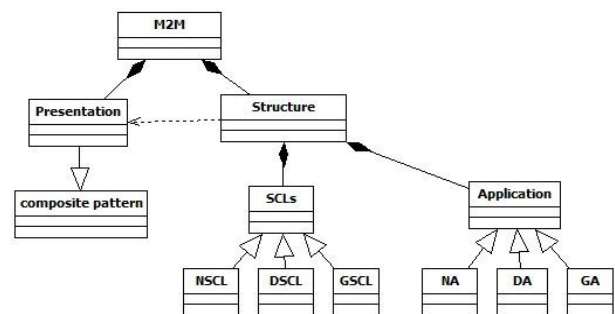 M2M
Presentation
Structure
composite pattern
SCLs
Application
NSCL
DSCL
GSCL
NA
DA
GA